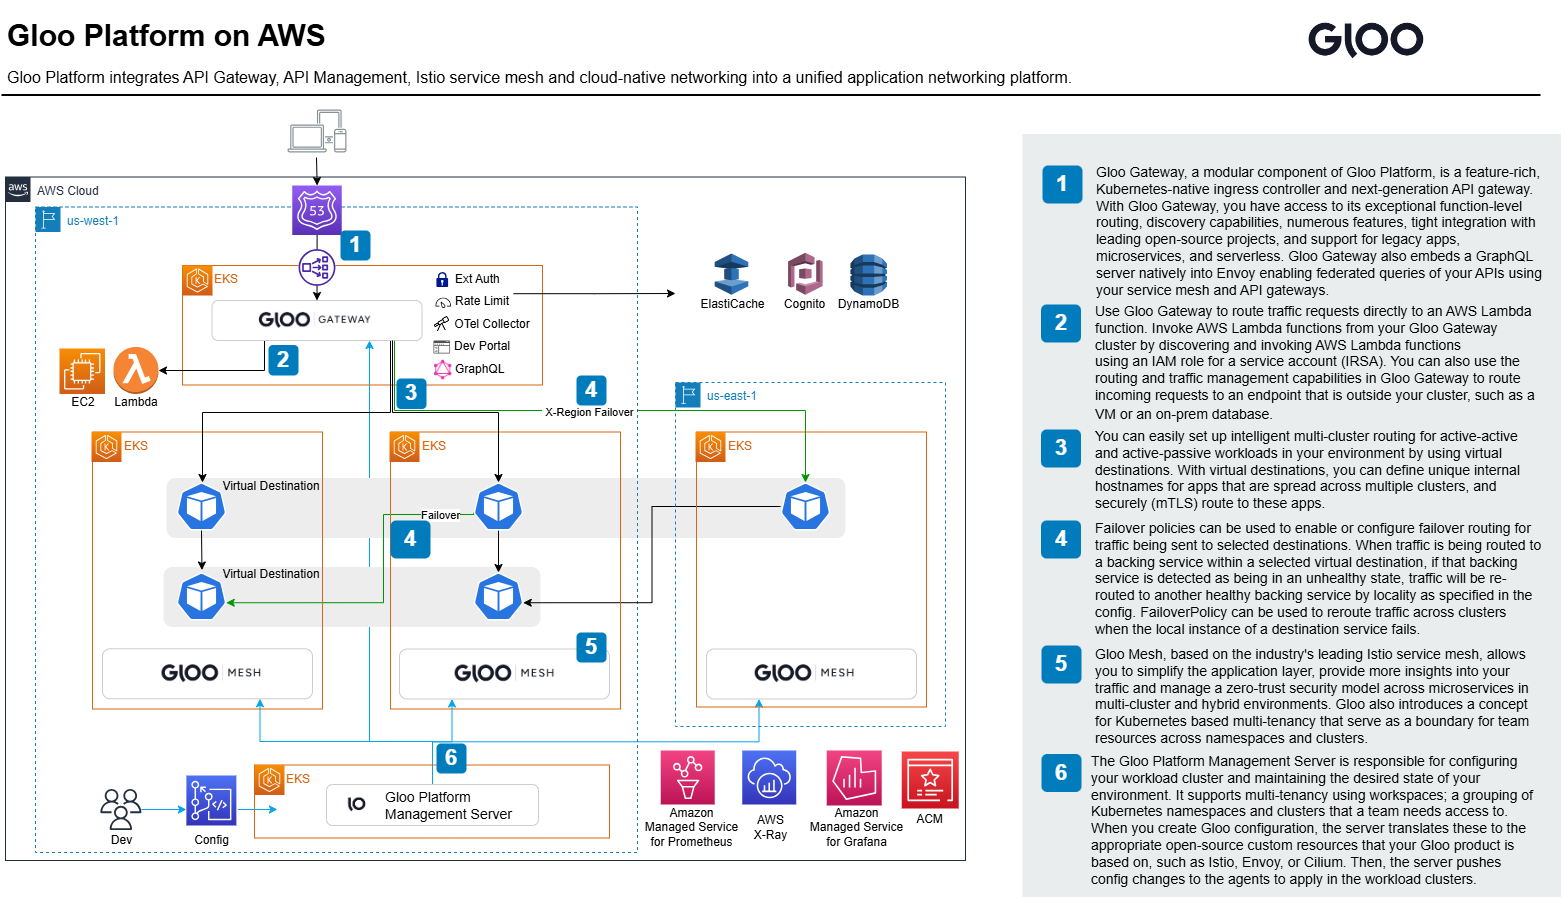 Gloo Platform on AWS
GLOO
Gloo Platform integrates API Gateway, API Management, Istio service mesh and cloud-native networking into a unified application networking platform.
aws
AWS Cloud
53
us-west-1
1
EKS
Ext Auth
Rate Limit
OTel Collector
Dev Portal
GraphQL
GLOO GATEWAY
ElastiCache
Cognito
DynamoDB
2
EC2
Lambda
3
4
X-Region Failover
us-east-1
EKS
EKS
EKS
Virtual Destination
Failover
4
Virtual Destination
5
GLOO MESH
GLOO MESH
GLOO MESH
6
EKS
Gloo Platform
Management Server
Dev
Config
Amazon
Managed Service
for Prometheus
AWS
X-Ray
Amazon
Managed Service
for Grafana
ACM
1
Gloo Gateway, a modular component of Gloo Platform, is a feature-rich,
Kubernetes-native ingress controller and next-generation API gateway.
With Gloo Gateway, you have access to its exceptional function-level
routing, discovery capabilities, numerous features, tight integration with
leading open-source projects, and support for legacy apps,
microservices, and serverless. Gloo Gateway also embeds a GraphQL
server natively into Envoy enabling federated queries of your APIs using
your service mesh and API gateways.
2
Use Gloo Gateway to route traffic requests directly to an AWS Lambda
function. Invoke AWS Lambda functions from your Gloo Gateway
cluster by discovering and invoking AWS Lambda functions
using an IAM role for a service account (IRSA). You can also use the
routing and traffic management capabilities in Gloo Gateway to route
incoming requests to an endpoint that is outside your cluster, such as a
VM or an on-prem database.
3
You can easily set up intelligent multi-cluster routing for active-active
and active-passive workloads in your environment by using virtual
destinations. With virtual destinations, you can define unique internal
hostnames for apps that are spread across multiple clusters, and
securely (mTLS) route to these apps.
4
Failover policies can be used to enable or configure failover routing for
traffic being sent to selected destinations. When traffic is being routed to
a backing service within a selected virtual destination, if that backing
service is detected as being in an unhealthy state, traffic will be re-
routed to another healthy backing service by locality as specified in the
config. FailoverPolicy can be used to reroute traffic across clusters
when the local instance of a destination service fails.
5
Gloo Mesh, based on the industry's leading Istio service mesh, allows
you to simplify the application layer, provide more insights into your
traffic and manage a zero-trust security model across microservices in
multi-cluster and hybrid environments. Gloo also introduces a concept
for Kubernetes based multi-tenancy that serve as a boundary for team
resources across namespaces and clusters.
6
The Gloo Platform Management Server is responsible for configuring
your workload cluster and maintaining the desired state of your
environment. It supports multi-tenancy using workspaces; a grouping of
Kubernetes namespaces and clusters that a team needs access to.
When you create Gloo configuration, the server translates these to the
appropriate open-source custom resources that your Gloo product is
based on, such as Istio, Envoy, or Cilium. Then, the server pushes
config changes to the agents to apply in the workload clusters.